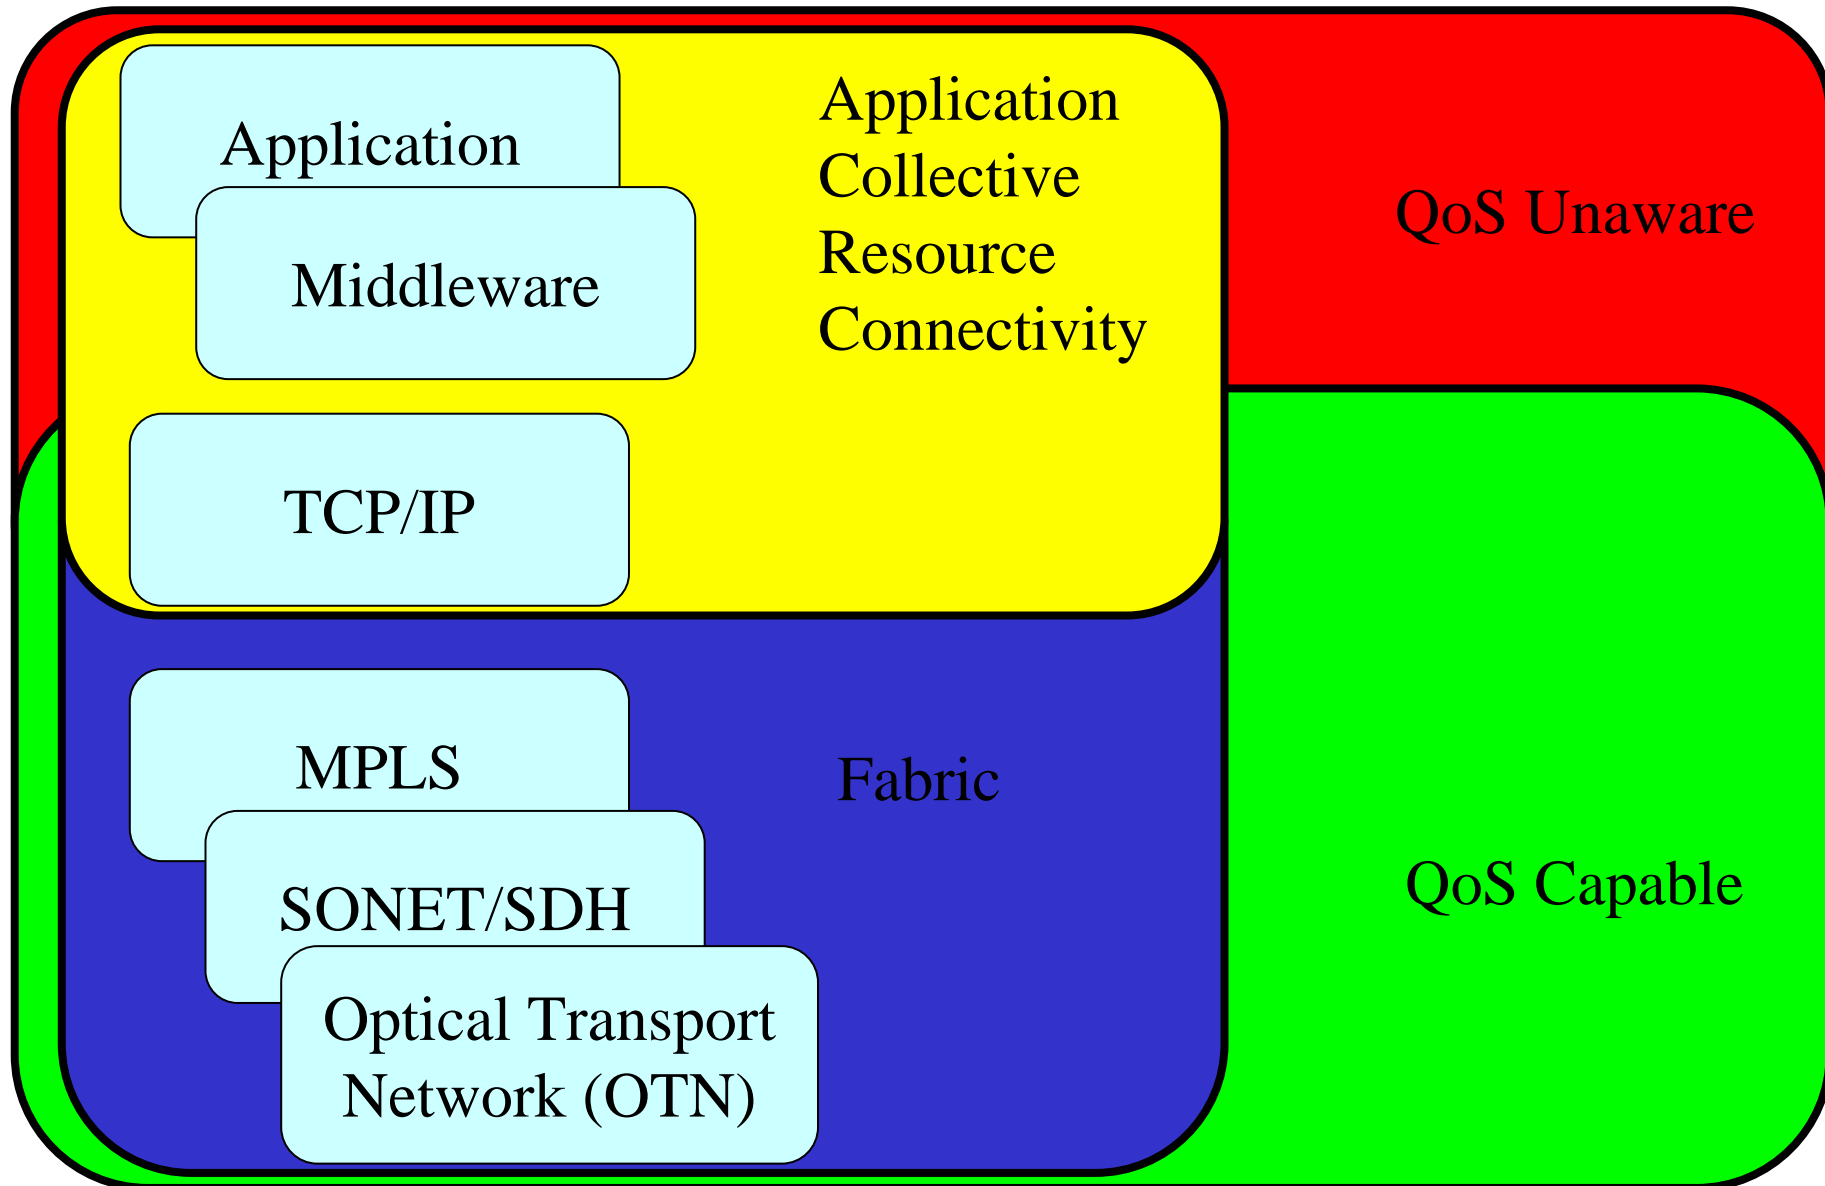 Application
Middleware
TCP/IP
Application
Collective
Resource
Connectivity
QoS Unaware
MPLS
SONET/SDH
Optical Transport
Network (OTN)
Fabric
QoS Capable